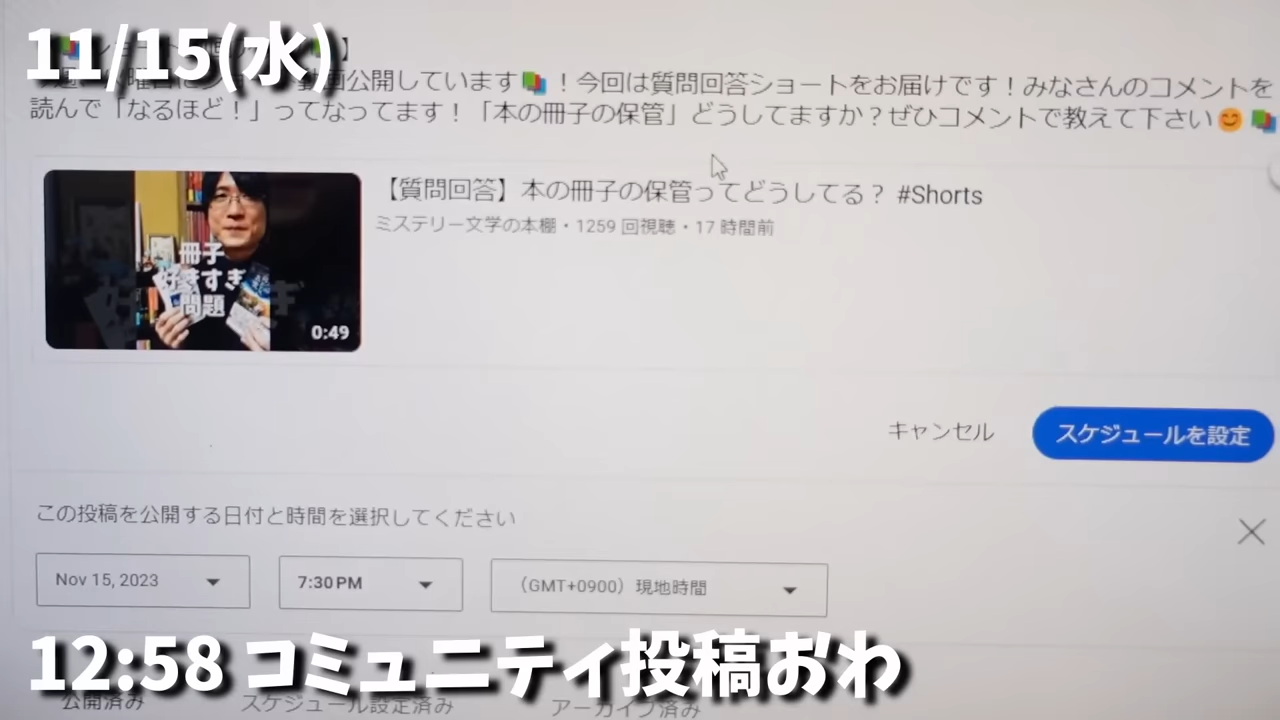 11/15(水)
動画公開しています！今回は質問回答ショートをお届けです！みなさんのコメントを
読んで「なるほど！」ってなってます！「本の冊子の保管」どうしてますか？ぜひコメントで教えて下さい😊
【質問回答】本の冊子の保管ってどうしてる？ #Shorts
ミステリー文学の本棚・1259 回視聴・17 時間前
冊子
好きすぎ
問題
0:49
キャンセル
スケジュールを設定
この投稿を公開する日付と時間を選択してください
Nov 15, 2023
7:30 PM
（GMT+0900）現地時間
12:58 コミュニティ投稿おわ
公開済み
スケジュール設定済み
アーカイブ済み